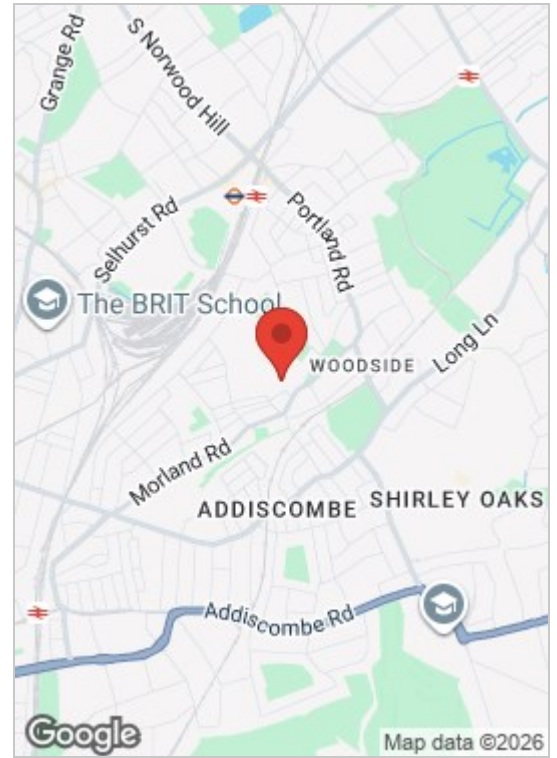 Grange Rd
S Norwood Hill
Selhurst Rd
Portland Rd
The BRIT School
WOODSIDE
Long Ln
Morland Rd
ADDISCOMBE
SHIRLEY OAKS
Addiscombe Rd
Google
Map data ©2026